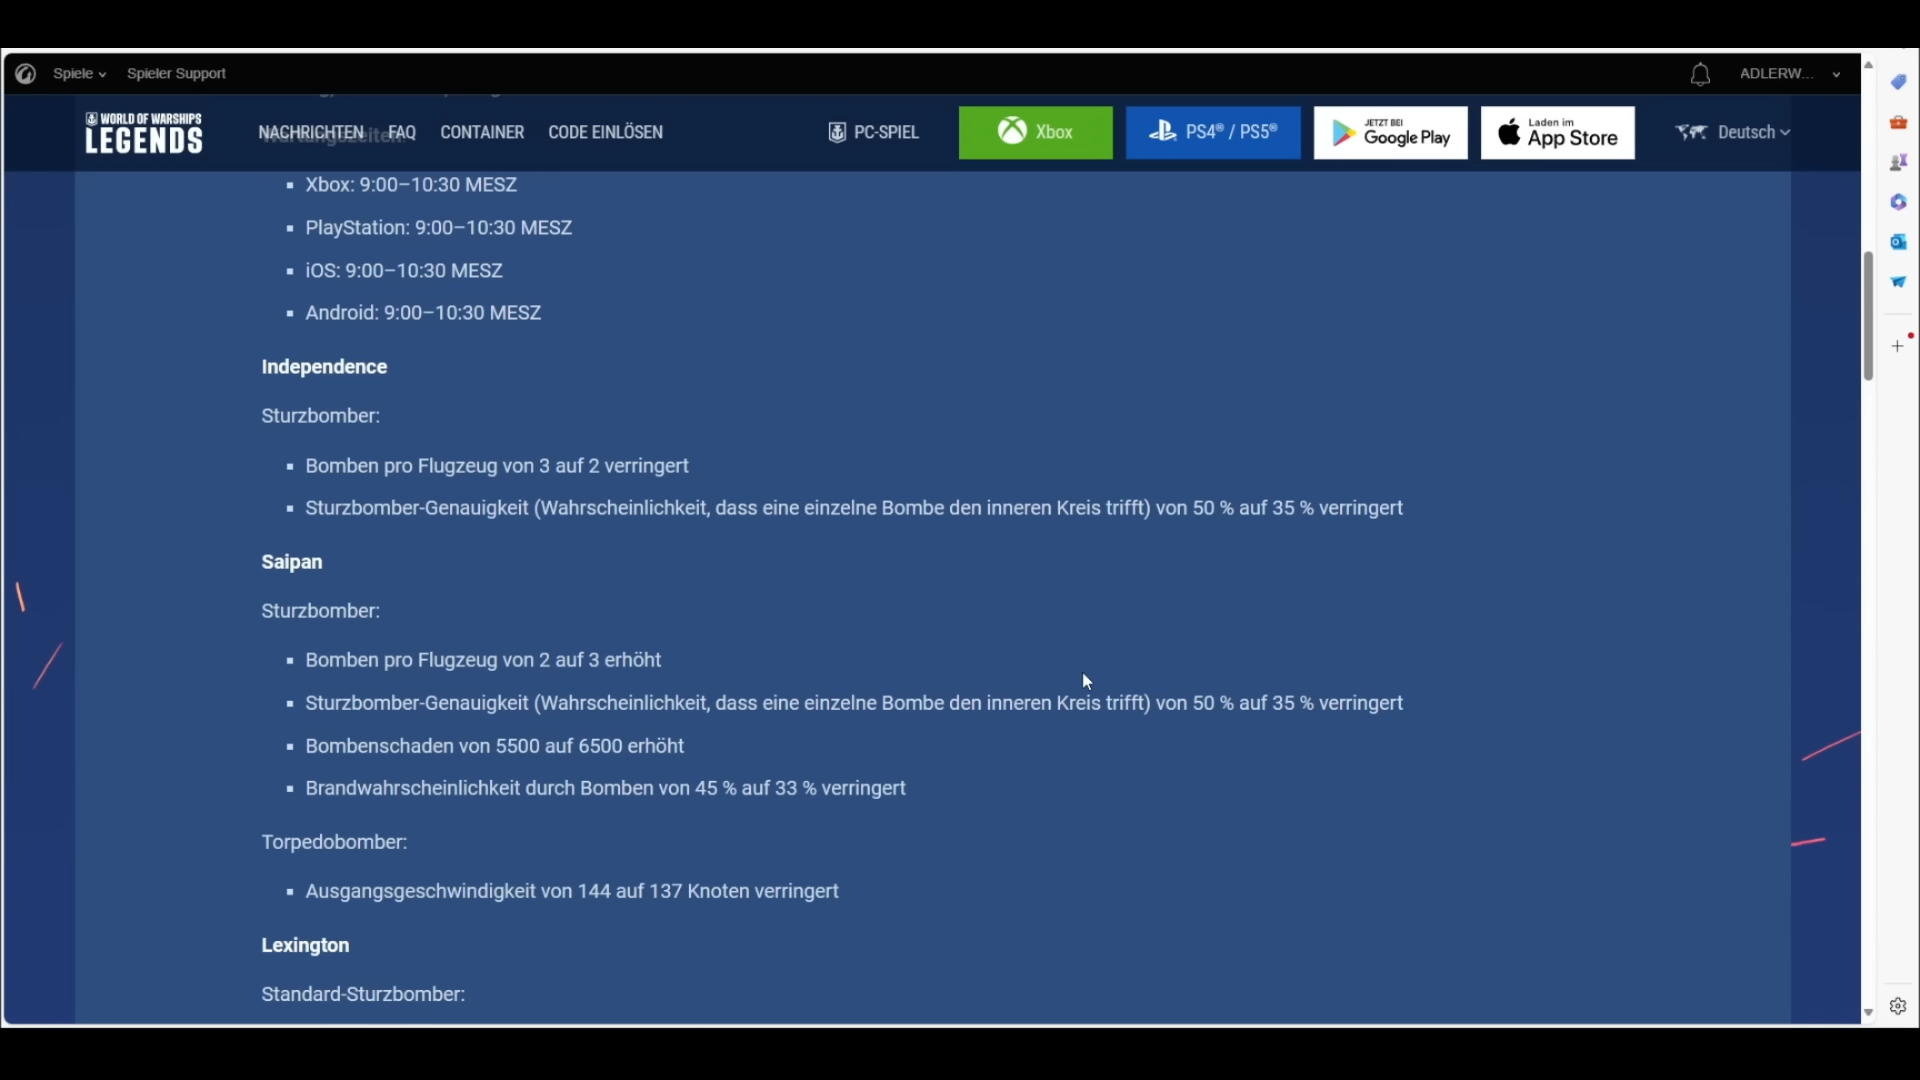 Spiele
Spieler Support
ADLERW...
WORLD OF WARSHIPS
LEGENDS
NACHRICHTEN
FAQ
CONTAINER
CODE EINLÖSEN
PC-SPIEL
Xbox
PS4® / PS5®
JETZT BEI
Google Play
Laden im
App Store
Deutsch
Wartungszeiten:
Xbox: 9:00–10:30 MESZ
PlayStation: 9:00–10:30 MESZ
iOS: 9:00–10:30 MESZ
Android: 9:00–10:30 MESZ
Independence
Sturzbomber:
Bomben pro Flugzeug von 3 auf 2 verringert
Sturzbomber-Genauigkeit (Wahrscheinlichkeit, dass eine einzelne Bombe den inneren Kreis trifft) von 50 % auf 35 % verringert
Saipan
Sturzbomber:
Bomben pro Flugzeug von 2 auf 3 erhöht
Sturzbomber-Genauigkeit (Wahrscheinlichkeit, dass eine einzelne Bombe den inneren Kreis trifft) von 50 % auf 35 % verringert
Bombenschaden von 5500 auf 6500 erhöht
Brandwahrscheinlichkeit durch Bomben von 45 % auf 33 % verringert
Torpedobomber:
Ausgangsgeschwindigkeit von 144 auf 137 Knoten verringert
Lexington
Standard-Sturzbomber: